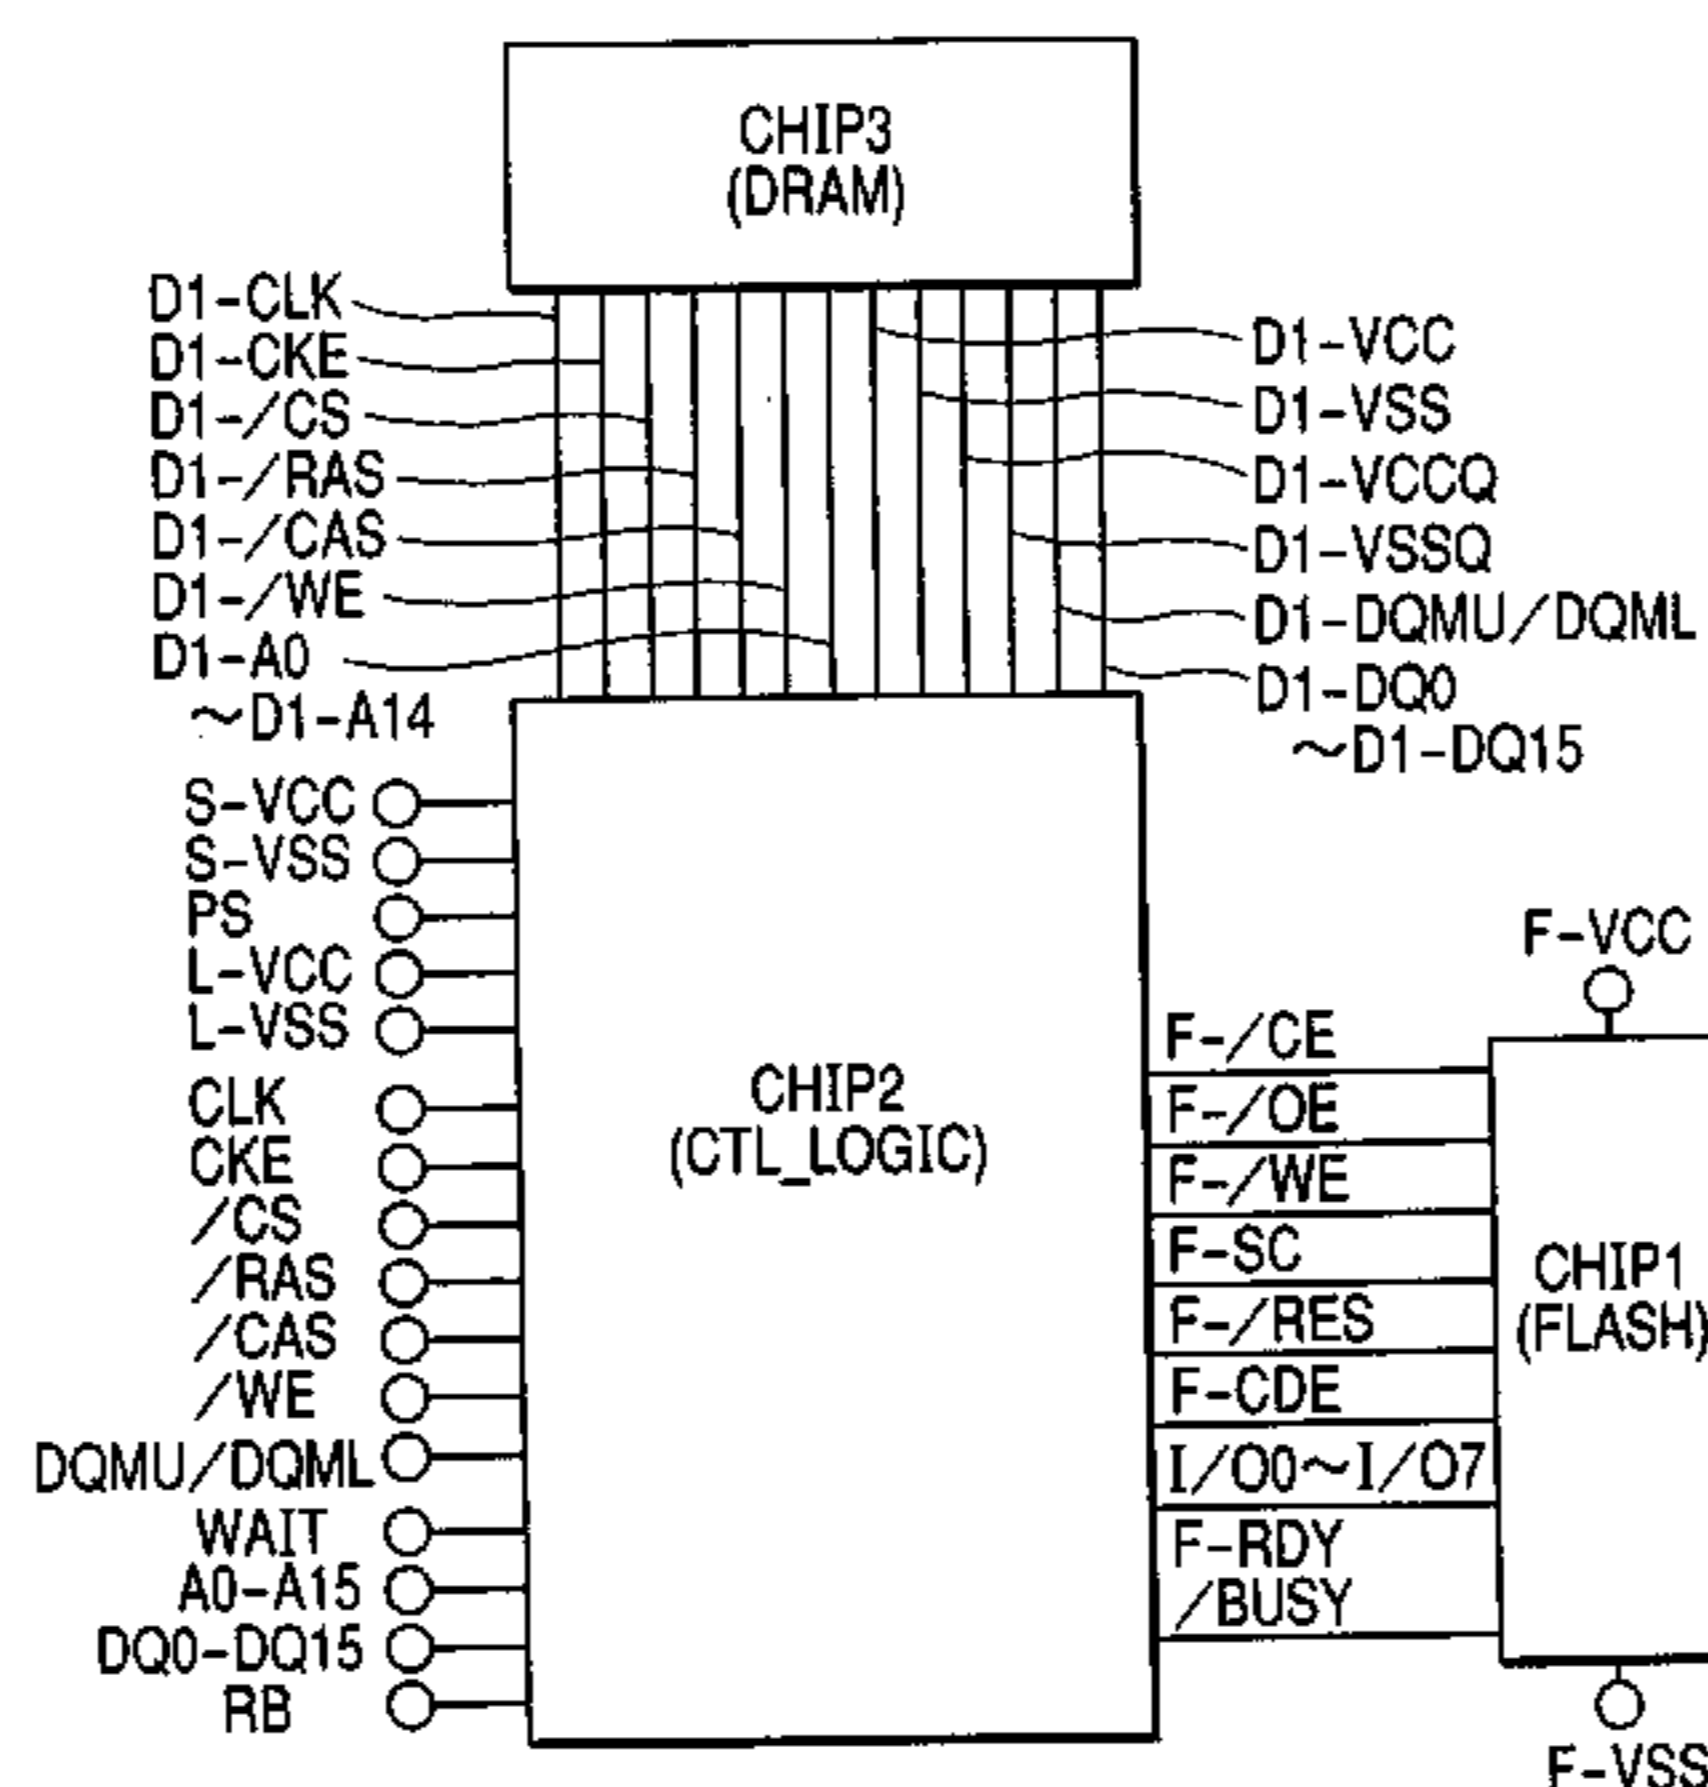 CHIP3
(DRAM)
D1-CLK
D1-CKE
D1-/CS
D1-/RAS
D1-/CAS
D1-/WE
D1-A0
~D1-A14
D1-VCC
D1-VSS
D1-VCCQ
D1-VSSQ
D1-DQMU/DQML
D1-DQ0
~D1-DQ15
S-VCC
S-VSS
PS
L-VCC
L-VSS
CLK
CKE
/CS
/RAS
/CAS
/WE
DQMU/DQML
WAIT
A0-A15
DQ0-DQ15
RB
CHIP2
(CTL_LOGIC)
F-/CE
F-/OE
F-/WE
F-SC
F-/RES
F-CDE
I/O0~I/O7
F-RDY
/BUSY
F-VCC
CHIP1
(FLASH)
F-VSS